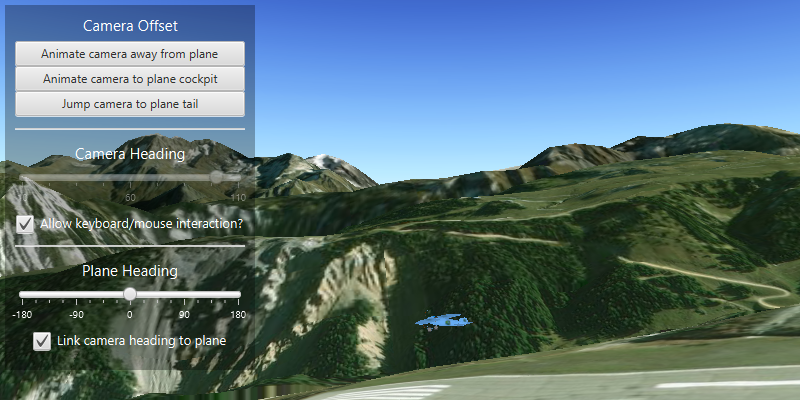 Camera Offset
Animate camera away from plane
Animate camera to plane cockpit
Jump camera to plane tail
Camera Heading
60 110
Allow keyboard/mouse interaction?
Plane Heading
-180 -90 0 90 180
Link camera heading to plane